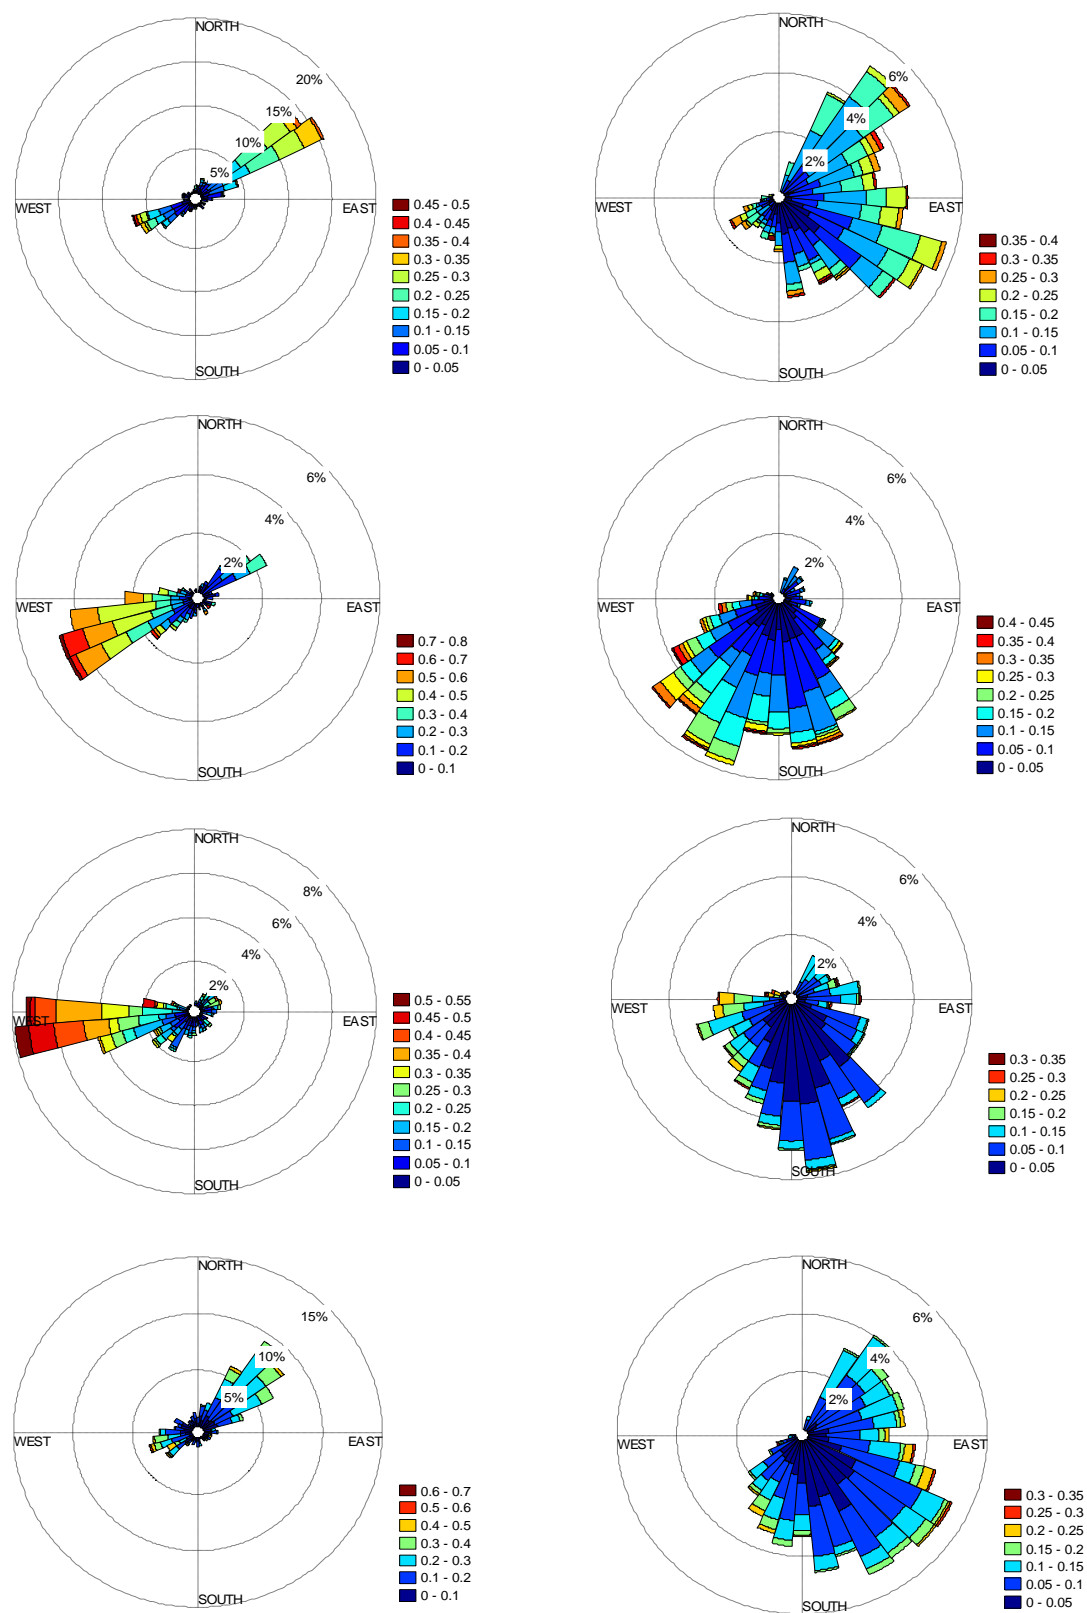 NORTH
20%
15%
10%
5%
WEST
EAST
SOUTH
0.45 - 0.5
0.4 - 0.45
0.35 - 0.4
0.3 - 0.35
0.25 - 0.3
0.2 - 0.25
0.15 - 0.2
0.1 - 0.15
0.05 - 0.1
0 - 0.05
NORTH
6%
4%
2%
WEST
EAST
SOUTH
0.35 - 0.4
0.3 - 0.35
0.25 - 0.3
0.2 - 0.25
0.15 - 0.2
0.1 - 0.15
0.05 - 0.1
0 - 0.05
NORTH
6%
4%
2%
WEST
EAST
SOUTH
0.7 - 0.8
0.6 - 0.7
0.5 - 0.6
0.4 - 0.5
0.3 - 0.4
0.2 - 0.3
0.1 - 0.2
0 - 0.1
NORTH
6%
4%
2%
WEST
EAST
SOUTH
0.4 - 0.45
0.35 - 0.4
0.3 - 0.35
0.25 - 0.3
0.2 - 0.25
0.15 - 0.2
0.1 - 0.15
0.05 - 0.1
0 - 0.05
NORTH
8%
6%
4%
2%
WEST
EAST
SOUTH
0.5 - 0.55
0.45 - 0.5
0.4 - 0.45
0.35 - 0.4
0.3 - 0.35
0.25 - 0.3
0.2 - 0.25
0.15 - 0.2
0.1 - 0.15
0.05 - 0.1
0 - 0.05
NORTH
6%
4%
2%
WEST
EAST
SOUTH
0.3 - 0.35
0.25 - 0.3
0.2 - 0.25
0.15 - 0.2
0.1 - 0.15
0.05 - 0.1
0 - 0.05
NORTH
15%
10%
5%
WEST
EAST
SOUTH
0.6 - 0.7
0.5 - 0.6
0.4 - 0.5
0.3 - 0.4
0.2 - 0.3
0.1 - 0.2
0 - 0.1
NORTH
6%
4%
2%
WEST
EAST
SOUTH
0.3 - 0.35
0.25 - 0.3
0.2 - 0.25
0.15 - 0.2
0.1 - 0.15
0.05 - 0.1
0 - 0.05